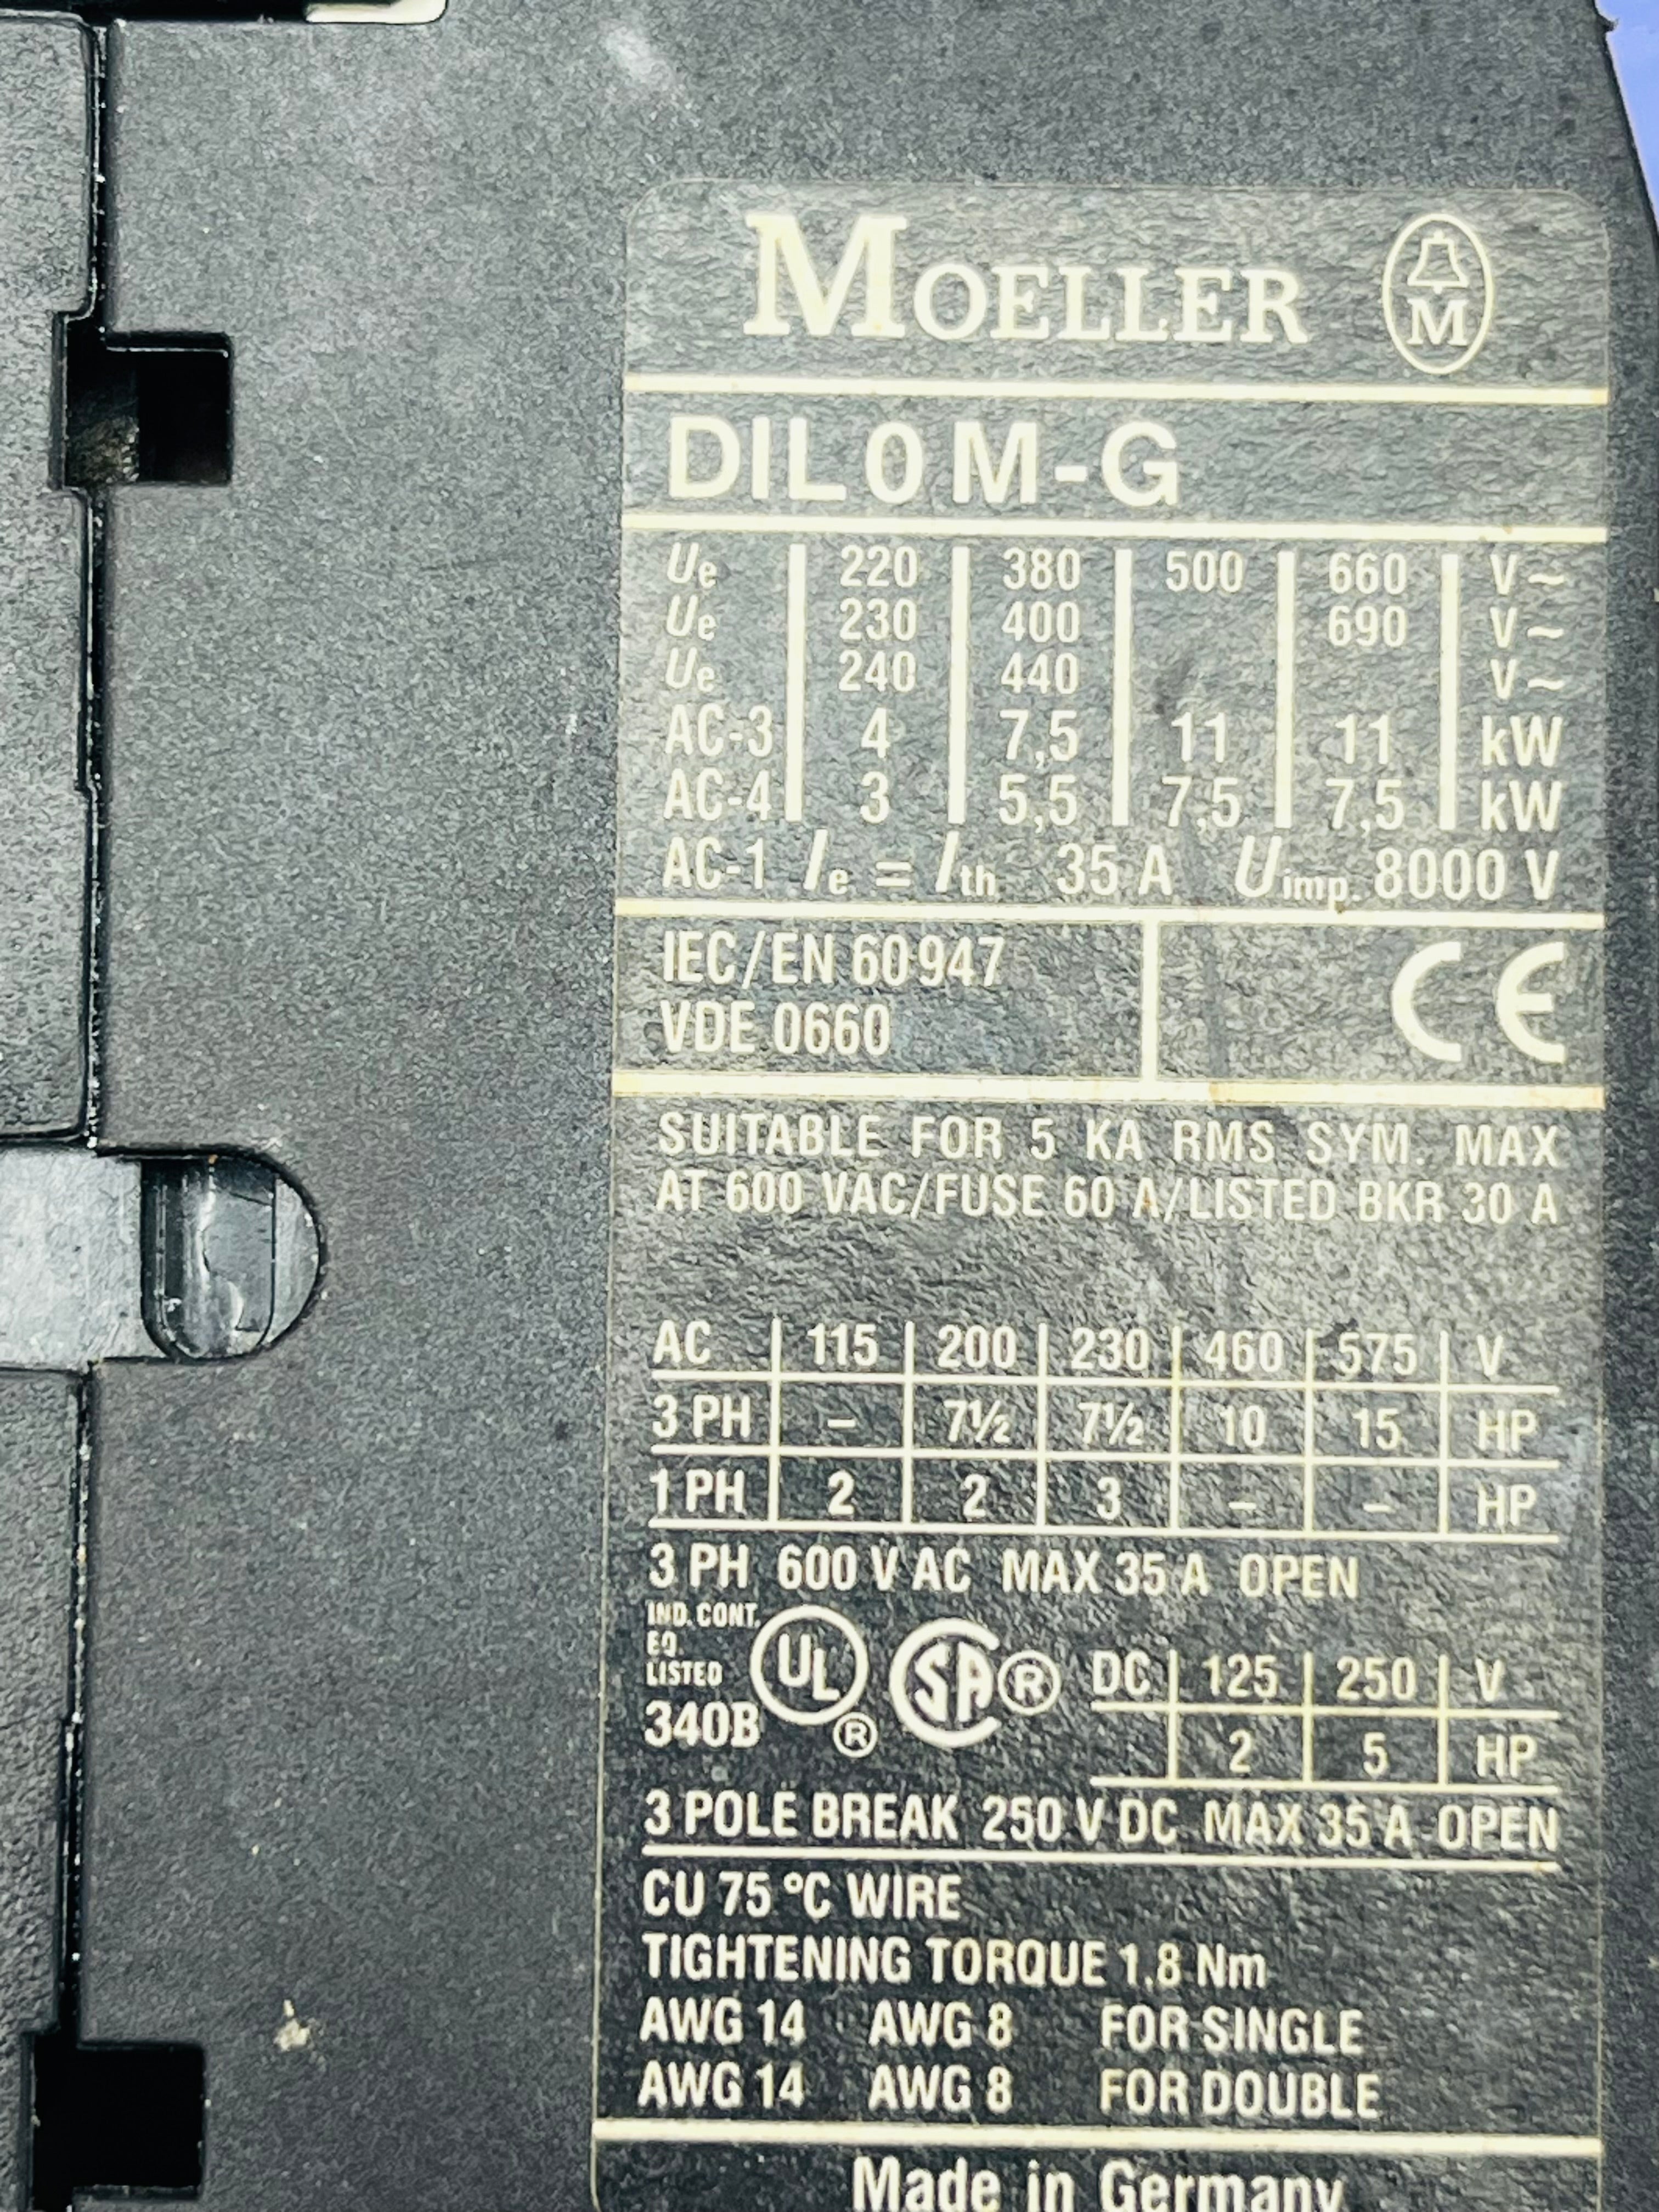 MOELLER M
DIL 0 M-G
Ue 220 380 500 660 V~
Ue 230 400 690 V~
Ue 240 440 V~
AC-3 4 7,5 11 11 kW
AC-4 3 5,5 7,5 7,5 kW
AC-1 Ie = Ith 35 A Uimp. 8000 V
IEC/EN 60947 CE
VDE 0660
SUITABLE FOR 5 KA RMS SYM. MAX
AT 600 VAC/FUSE 60 A/LISTED BKR 30 A
AC 115 200 230 460 575 V
3 PH – 7½ 7½ 10 15 HP
1 PH 2 2 3 – – HP
3 PH 600 V AC MAX 35 A OPEN
IND. CONT.
EQ.
LISTED
340B UL® SA® DC 125 250 V
2 5 HP
3 POLE BREAK 250 V DC MAX 35 A OPEN
CU 75 °C WIRE
TIGHTENING TORQUE 1.8 Nm
AWG 14 AWG 8 FOR SINGLE
AWG 14 AWG 8 FOR DOUBLE
Made in Germany